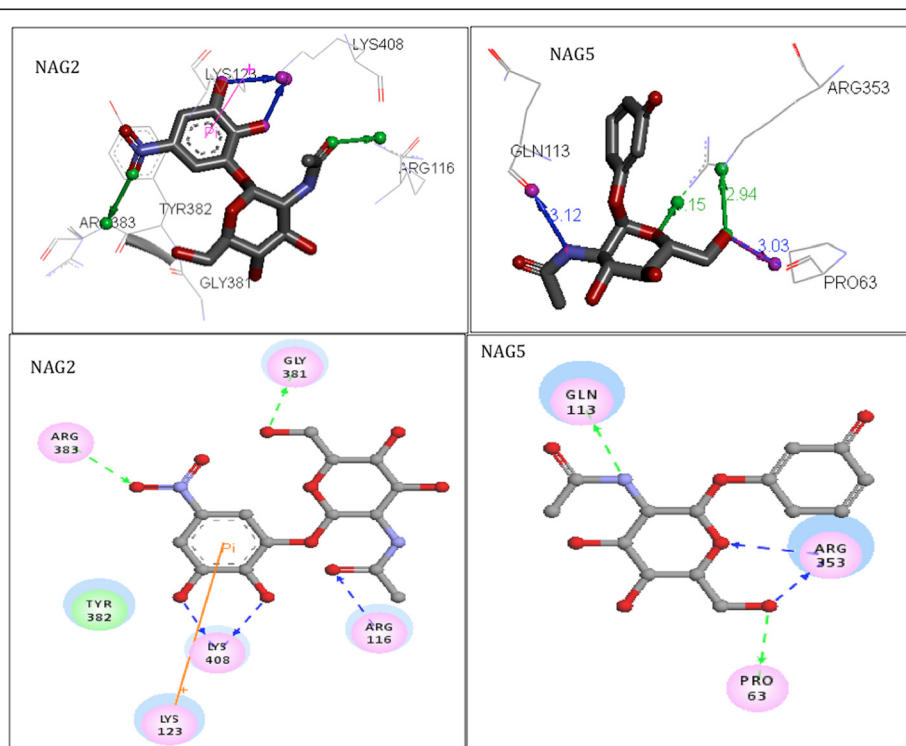 NAG2
LYS408
LYS123
ARG116
TYR382
GLY381
NAG5
ARG353
GLN113
.15
2.94
3.12
3.03
PRO63
NAG2
GLY
381
ARG
383
Pi
TYR
382
LYS
408
ARG
116
+
LYS
123
NAG5
GLN
113
ARG
353
PRO
63